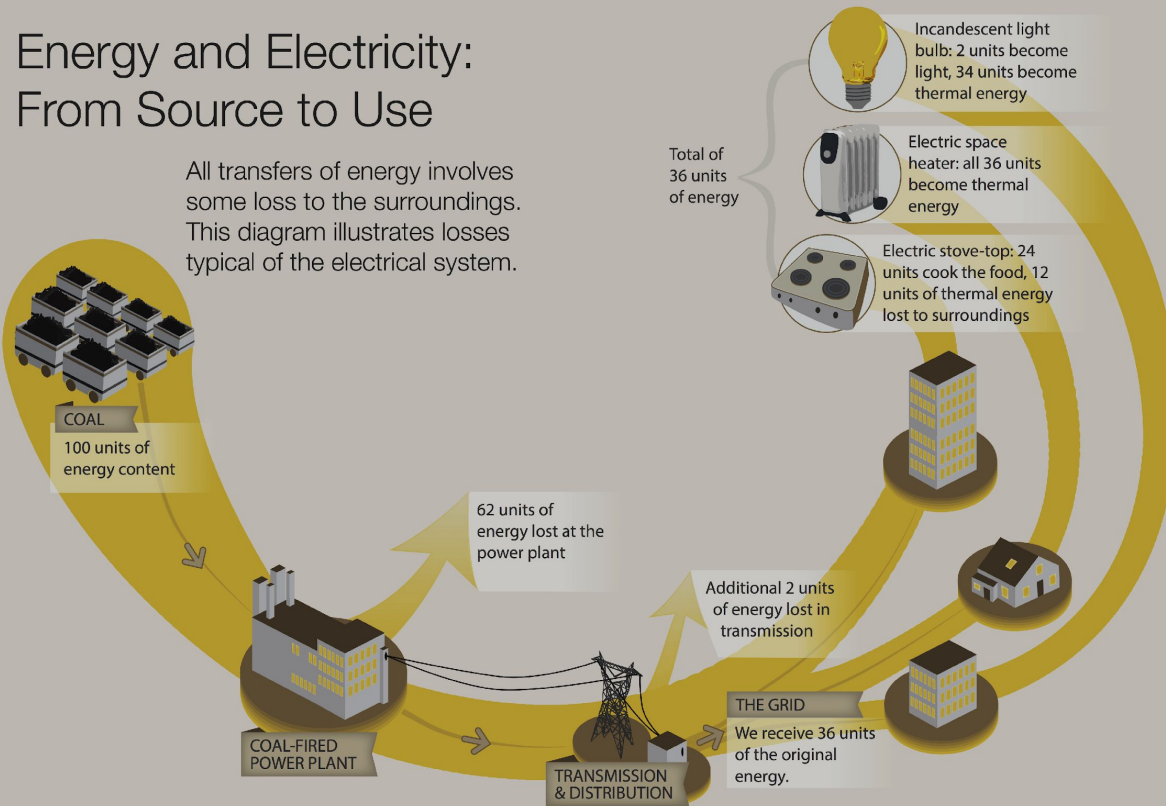 Energy and Electricity:
From Source to Use
All transfers of energy involves
some loss to the surroundings.
This diagram illustrates losses
typical of the electrical system.
Total of
36 units
of energy
Incandescent light
bulb: 2 units become
light, 34 units become
thermal energy
Electric space
heater: all 36 units
become thermal
energy
Electric stove-top: 24
units cook the food, 12
units of thermal energy
lost to surroundings
COAL
100 units of
energy content
62 units of
energy lost at the
power plant
Additional 2 units
of energy lost in
transmission
COAL-FIRED
POWER PLANT
TRANSMISSION
& DISTRIBUTION
THE GRID
We receive 36 units
of the original
energy.